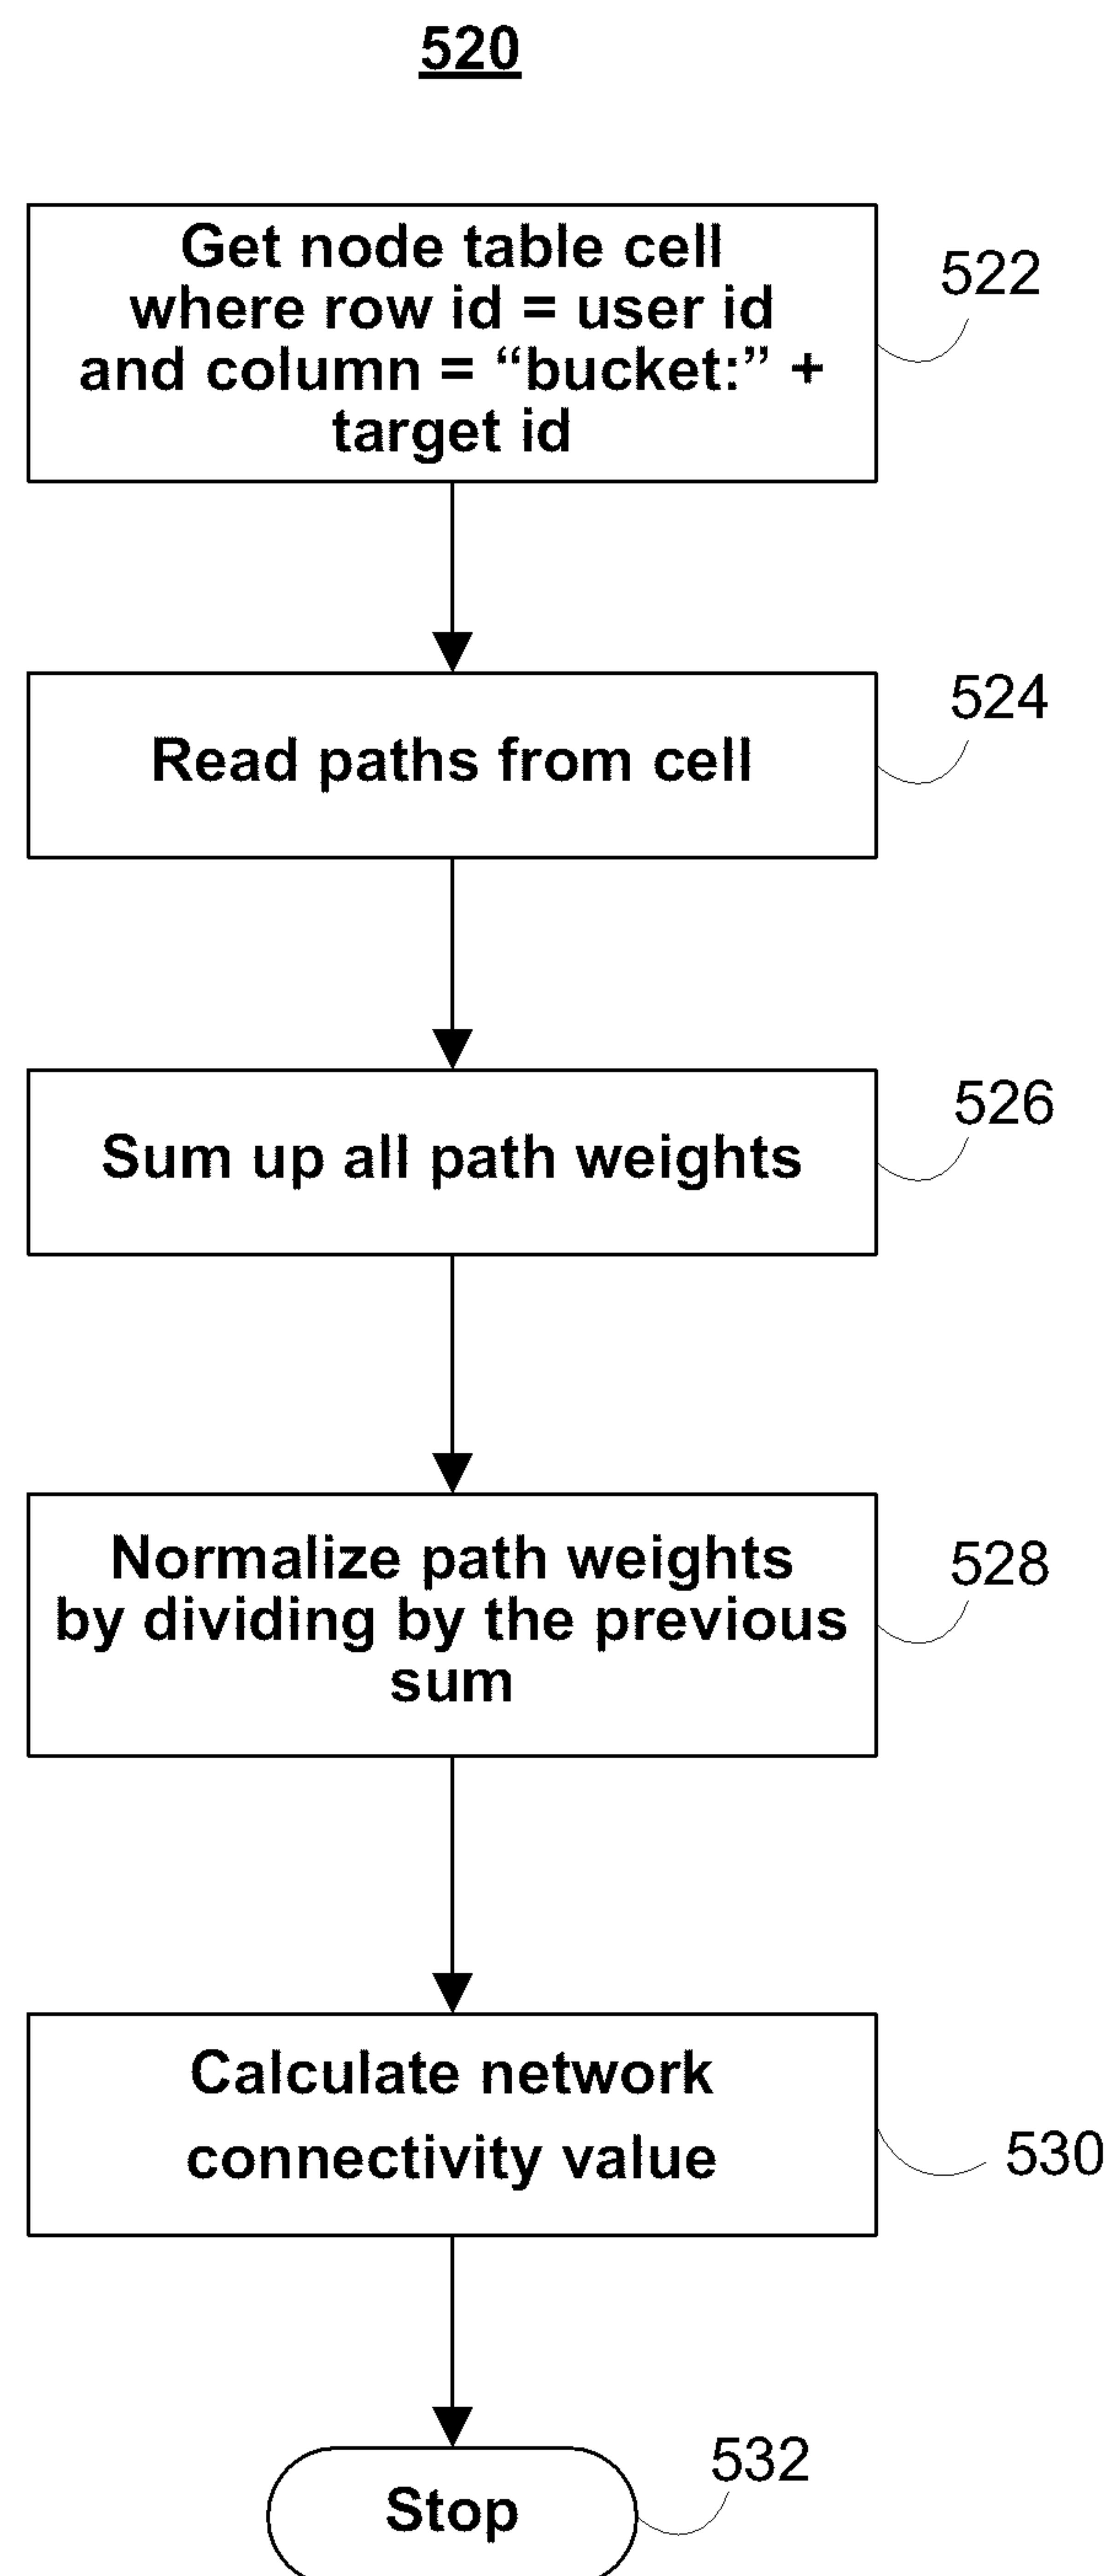 520
Get node table cell
where row id = user id
and column = “bucket:” +
target id
522
Read paths from cell
524
Sum up all path weights
526
Normalize path weights
by dividing by the previous
sum
528
Calculate network
connectivity value
530
Stop
532